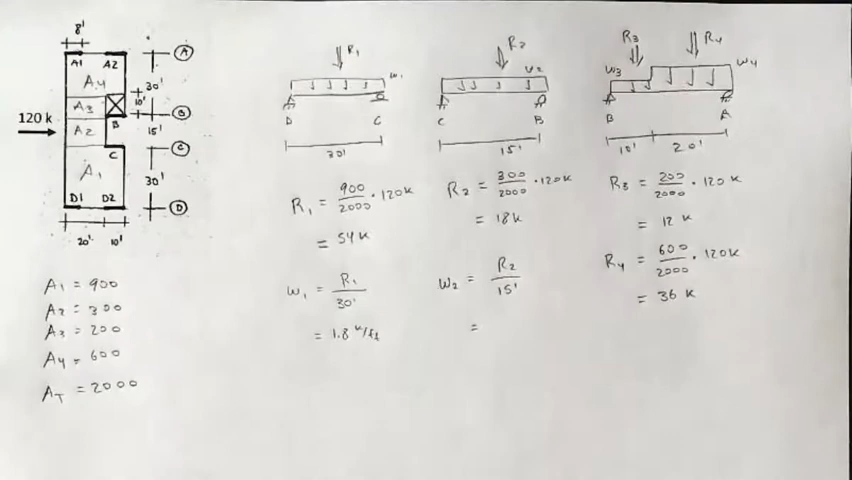 8'
A1 A2
A4
A3
A2
B
C
A1
D1 D2
120 k
20' 10'
A
30'
10'
B
15'
C
30'
D
A1 = 900
A2 = 300
A3 = 200
A4 = 600
AT = 2000
R1
w1
D C
30'
R1 = 900/2000 · 120k
= 54k
w1 = R1/30'
= 1.8 k/ft
R2
w2
C B
15'
R2 = 300/2000 · 120k
= 18k
w2 = R2/15'
=
R3 R4
w3 w4
B A
10' 20'
R3 = 200/2000 · 120k
= 12 k
R4 = 600/2000 · 120k
= 36 k